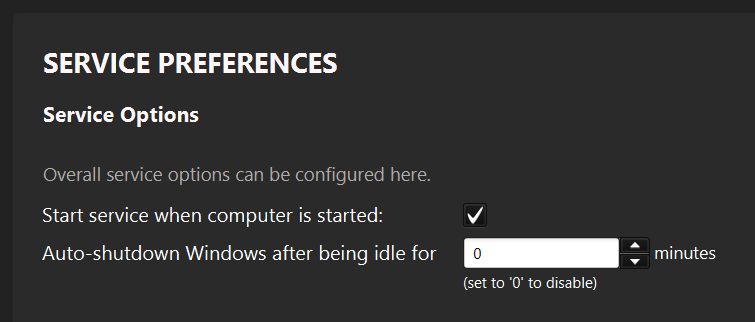 SERVICE PREFERENCES
Service Options
Overall service options can be configured here.
Start service when computer is started:
Auto-shutdown Windows after being idle for 0 minutes
(set to '0' to disable)